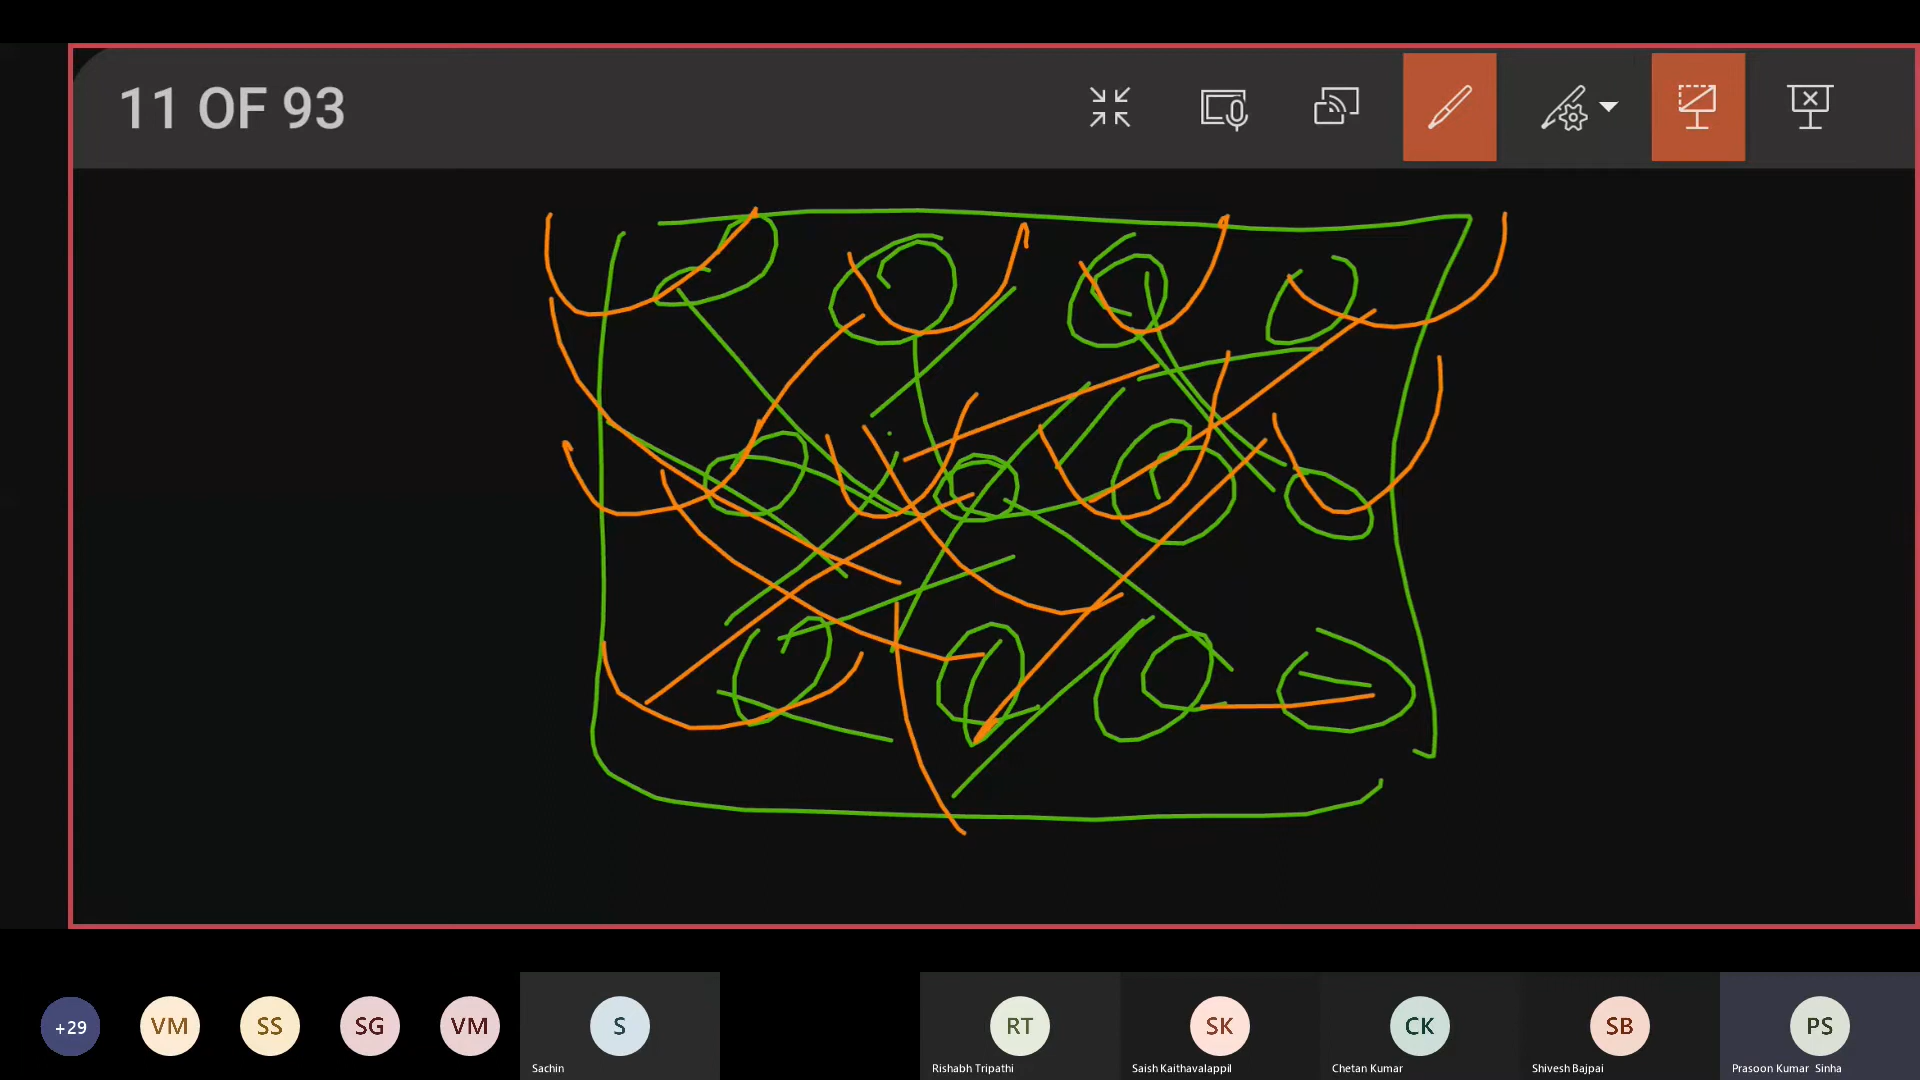 11 OF 93
+29
VM
SS
SG
VM
S
RT
SK
CK
SB
PS
Sachin
Rishabh Tripathi
Saish Kaithavalappil
Chetan Kumar
Shivesh Bajpai
Prasoon Kumar Sinha